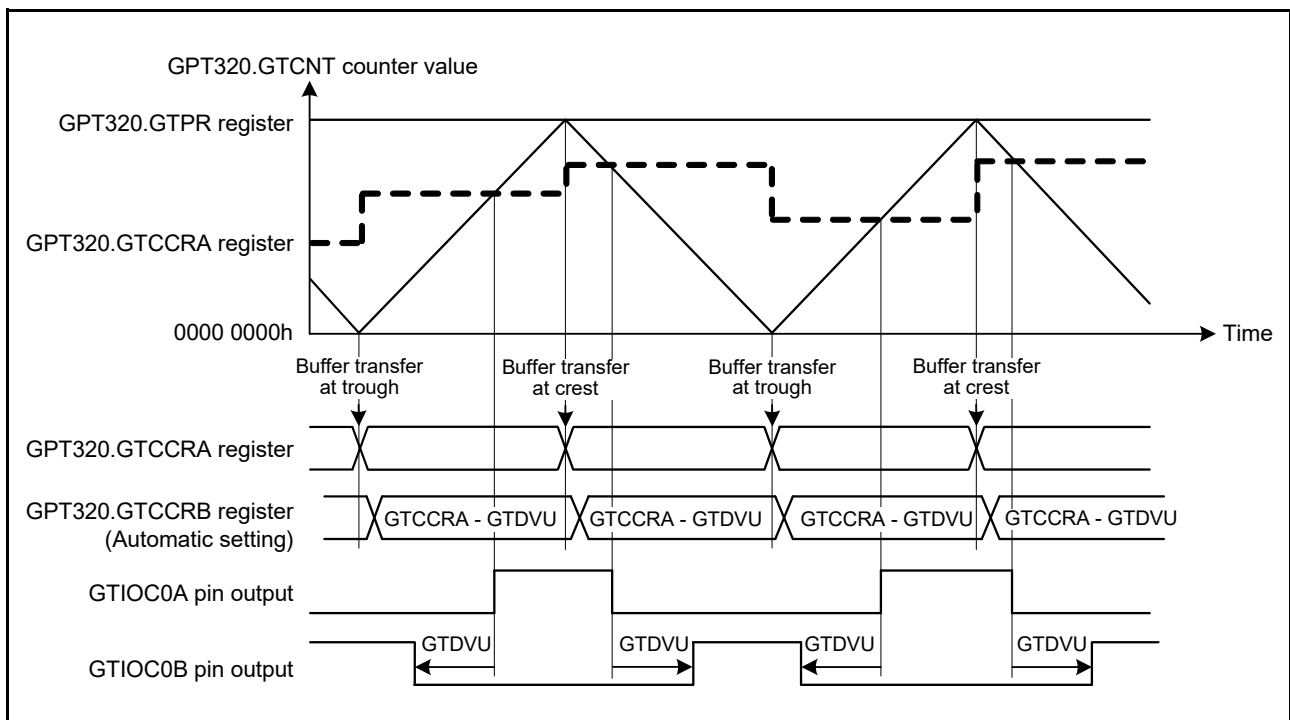 GPT320.GTCNT counter value
GPT320.GTPR register
GPT320.GTCCRA register
0000 0000h
Time
Buffer transfer
at trough
Buffer transfer
at crest
Buffer transfer
at trough
Buffer transfer
at crest
GPT320.GTCCRA register
GPT320.GTCCRB register
(Automatic setting)
GTCCRA - GTDVU
GTCCRA - GTDVU
GTCCRA - GTDVU
GTCCRA - GTDVU
GTIOC0A pin output
GTIOC0B pin output
GTDVU
GTDVU
GTDVU
GTDVU